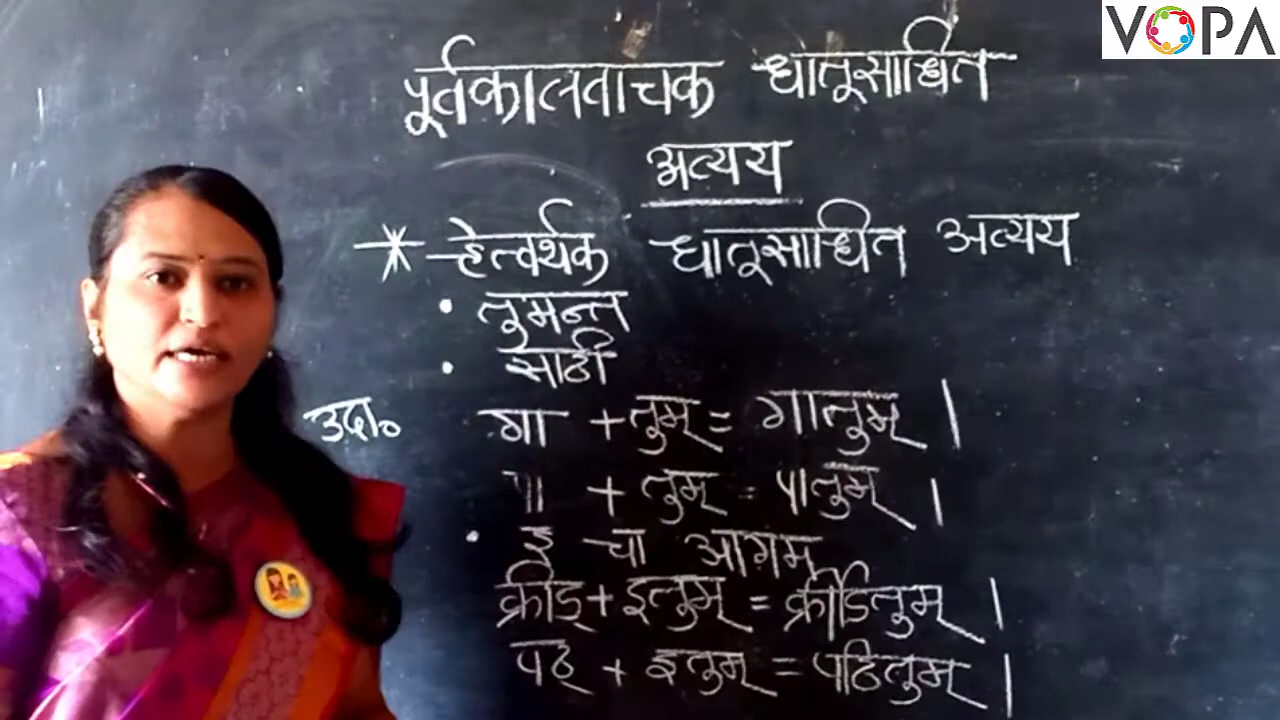 VOPA
पूर्वकालवाचक धातूसाधित
अव्यय
* हेत्वर्थक धातूसाधित अव्यय
• तुमन्त
• साठी
उदा० गा + तुम् = गातुम् |
पा + तुम् = पातुम् |
• इ चा आगम
क्रीड् + इतुम् = क्रीडितुम् |
पठ् + इतुम् = पठितुम् |